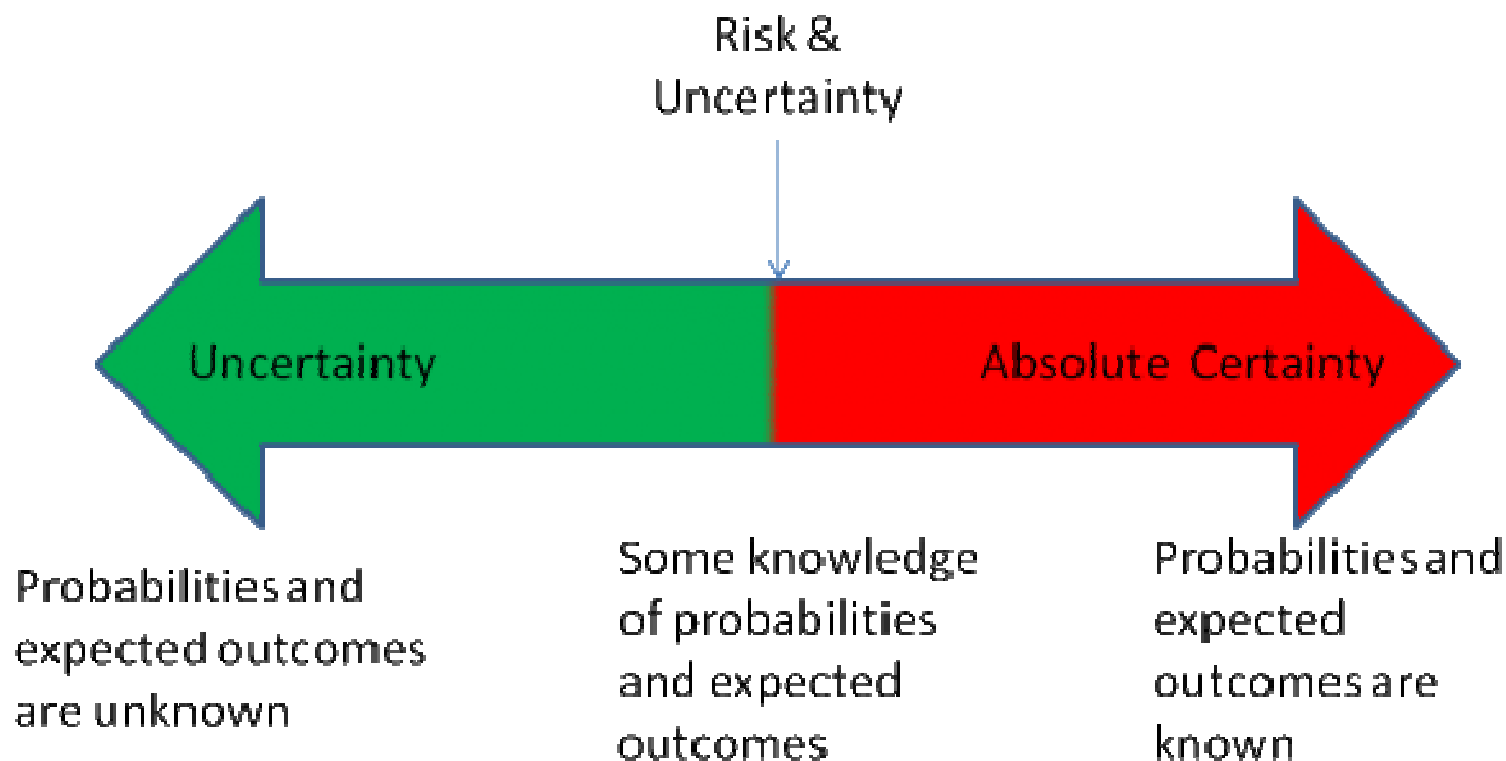 Risk &
Uncertainty
Uncertainty
Absolute Certainty
Probabilities and
expected outcomes
are unknown
Some knowledge
of probabilities
and expected
outcomes
Probabilities and
expected
outcomes are
known